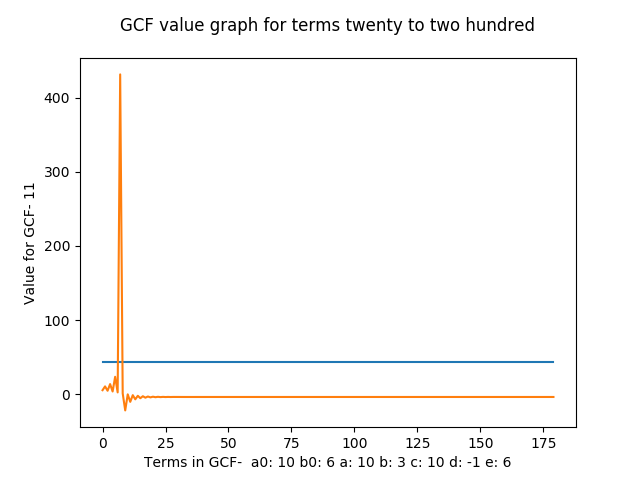 GCF value graph for terms twenty to two hundred
400
300
200
100
0
Value for GCF- 11
0 25 50 75 100 125 150 175
Terms in GCF-  a0: 10 b0: 6 a: 10 b: 3 c: 10 d: -1 e: 6